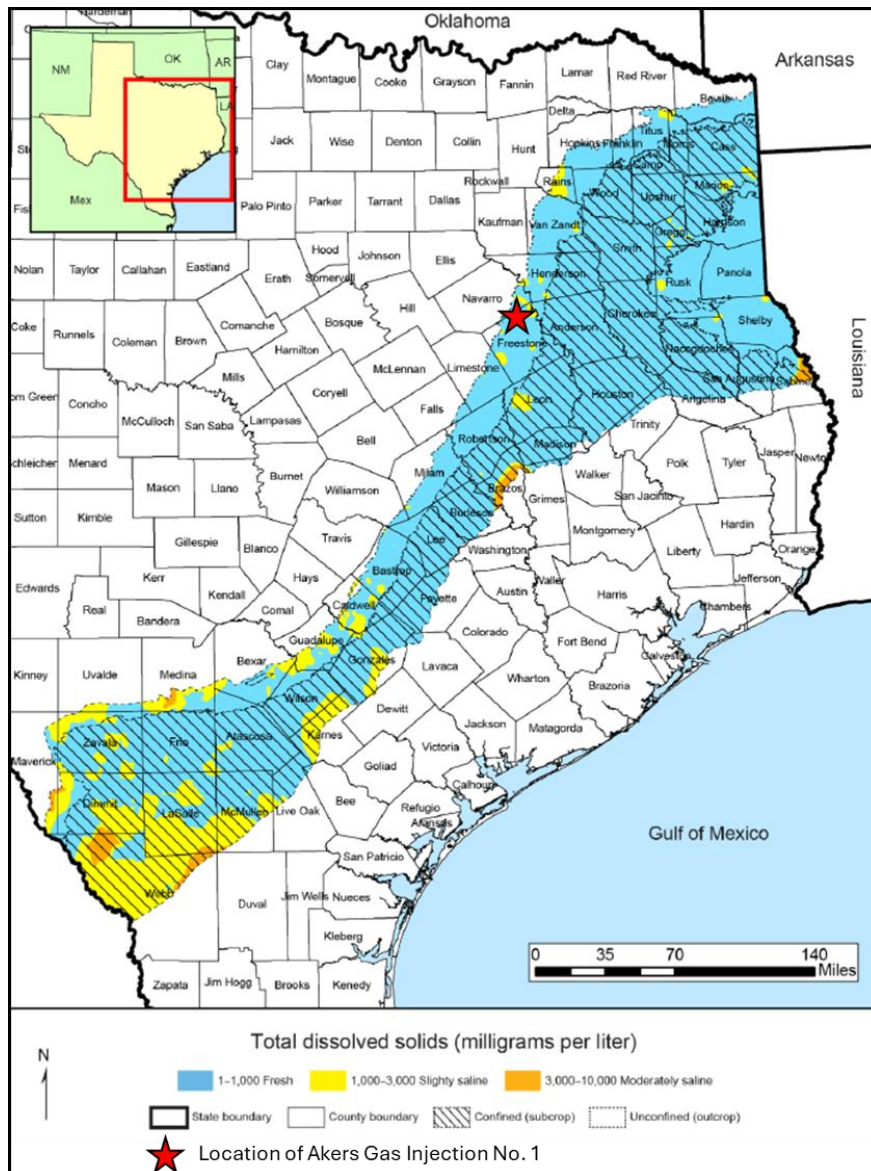 Oklahoma
Arkansas
Louisiana
Gulf of Mexico
NM
OK
AR
LA
Mex
Clay
Montague
Cooke
Grayson
Fannin
Lamar
Red River
Bowie
Delta
Titus
Hopkins
Franklin
Morris
Cass
Jack
Wise
Denton
Collin
Hunt
Camp
Rains
Wood
Upshur
Marion
Rockwall
Palo Pinto
Parker
Tarrant
Dallas
Kaufman
Van Zandt
Gregg
Harrison
Smith
Hood
Johnson
Ellis
Henderson
Rusk
Panola
Nolan
Taylor
Callahan
Eastland
Erath
Somervell
Hill
Navarro
Cherokee
Anderson
Shelby
Coke
Runnels
Coleman
Brown
Comanche
Bosque
Freestone
Hamilton
McLennan
Limestone
Nacogdoches
San Augustine
Sabine
Mills
Coryell
Falls
Leon
Houston
Angelina
Tom Green
Concho
McCulloch
San Saba
Lampasas
Bell
Robertson
Madison
Trinity
Polk
Tyler
Jasper
Newton
Schleicher
Menard
Burnet
Milam
Brazos
Walker
Grimes
San Jacinto
Mason
Llano
Williamson
Burleson
Hardin
Sutton
Kimble
Travis
Lee
Montgomery
Liberty
Orange
Gillespie
Blanco
Washington
Bastrop
Hays
Austin
Waller
Harris
Jefferson
Edwards
Kerr
Kendall
Comal
Caldwell
Fayette
Chambers
Real
Bandera
Guadalupe
Colorado
Fort Bend
Galveston
Gonzales
Lavaca
Kinney
Uvalde
Medina
Bexar
Wilson
Wharton
Brazoria
Dewitt
Jackson
Matagorda
Maverick
Zavala
Frio
Atascosa
Karnes
Victoria
Goliad
Calhoun
Dimmit
LaSalle
McMullen
Live Oak
Bee
Refugio
Aransas
San Patricio
Webb
Duval
Jim Wells
Nueces
Kleberg
Zapata
Jim Hogg
Brooks
Kenedy
0 35 70 140
Miles
Total dissolved solids (milligrams per liter)
N
1-1,000 Fresh 1,000-3,000 Slighty saline 3,000-10,000 Moderately saline
State boundary County boundary Confined (subcrop) Unconfined (outcrop)
Location of Akers Gas Injection No. 1